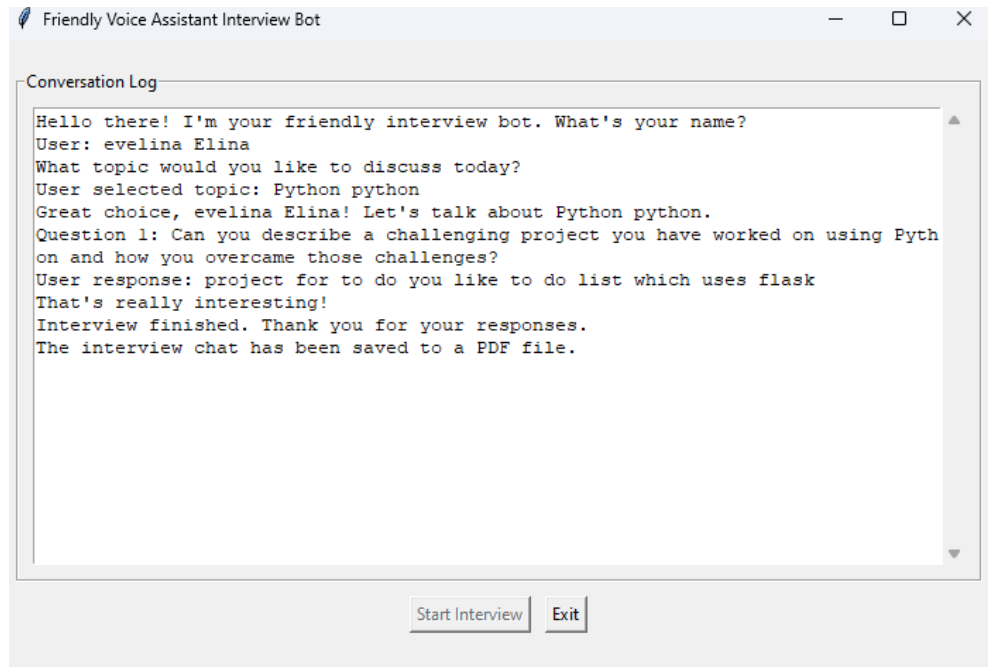 Friendly Voice Assistant Interview Bot
Conversation Log
Hello there! I'm your friendly interview bot. What's your name?
User: evelina Elina
What topic would you like to discuss today?
User selected topic: Python python
Great choice, evelina Elina! Let's talk about Python python.
Question 1: Can you describe a challenging project you have worked on using Pyth
on and how you overcame those challenges?
User response: project for to do you like to do list which uses flask
That's really interesting!
Interview finished. Thank you for your responses.
The interview chat has been saved to a PDF file.
Start Interview Exit